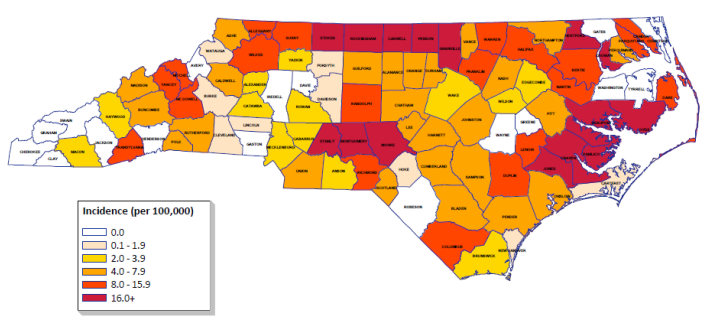 ASHE
ALLEGHANY
SURRY
STOKES
ROCKINGHAM
CASWELL
PERSON
GRANVILLE
VANCE
WARREN
NORTHAMPTON
GATES
HALIFAX
WATAUGA
WILKES
YADKIN
FORSYTH
GUILFORD
ALAMANCE
ORANGE
DURHAM
FRANKLIN
NASH
EDGECOMBE
BERTIE
MARTIN
WASHINGTON
TYRRELL
DARE
AVERY
MADISON
YANCEY
CALDWELL
ALEXANDER
IREDELL
DAVIE
DAVIDSON
RANDOLPH
CHATHAM
WAKE
WILSON
PITT
BUNCOMBE
MCDOWELL
BURKE
CATAWBA
ROWAN
HAYWOOD
SWAIN
GRAHAM
JACKSON
HENDERSON
POLK
RUTHERFORD
CLEVELAND
LINCOLN
GASTON
MECKLENBURG
CABARRUS
STANLY
MONTGOMERY
MOORE
LEE
HARNETT
JOHNSTON
WAYNE
GREENE
LENOIR
CRAVEN
CHEROKEE
CLAY
MACON
TRANSYLVANIA
UNION
ANSON
RICHMOND
SCOTLAND
HOKE
CUMBERLAND
SAMPSON
DUPLIN
JONES
ONSLOW
CARTERET
ROBESON
BLADEN
PENDER
COLUMBUS
BRUNSWICK
NEW HANOVER
Incidence (per 100,000)
0.0
0.1 - 1.9
2.0 - 3.9
4.0 - 7.9
8.0 - 15.9
16.0+